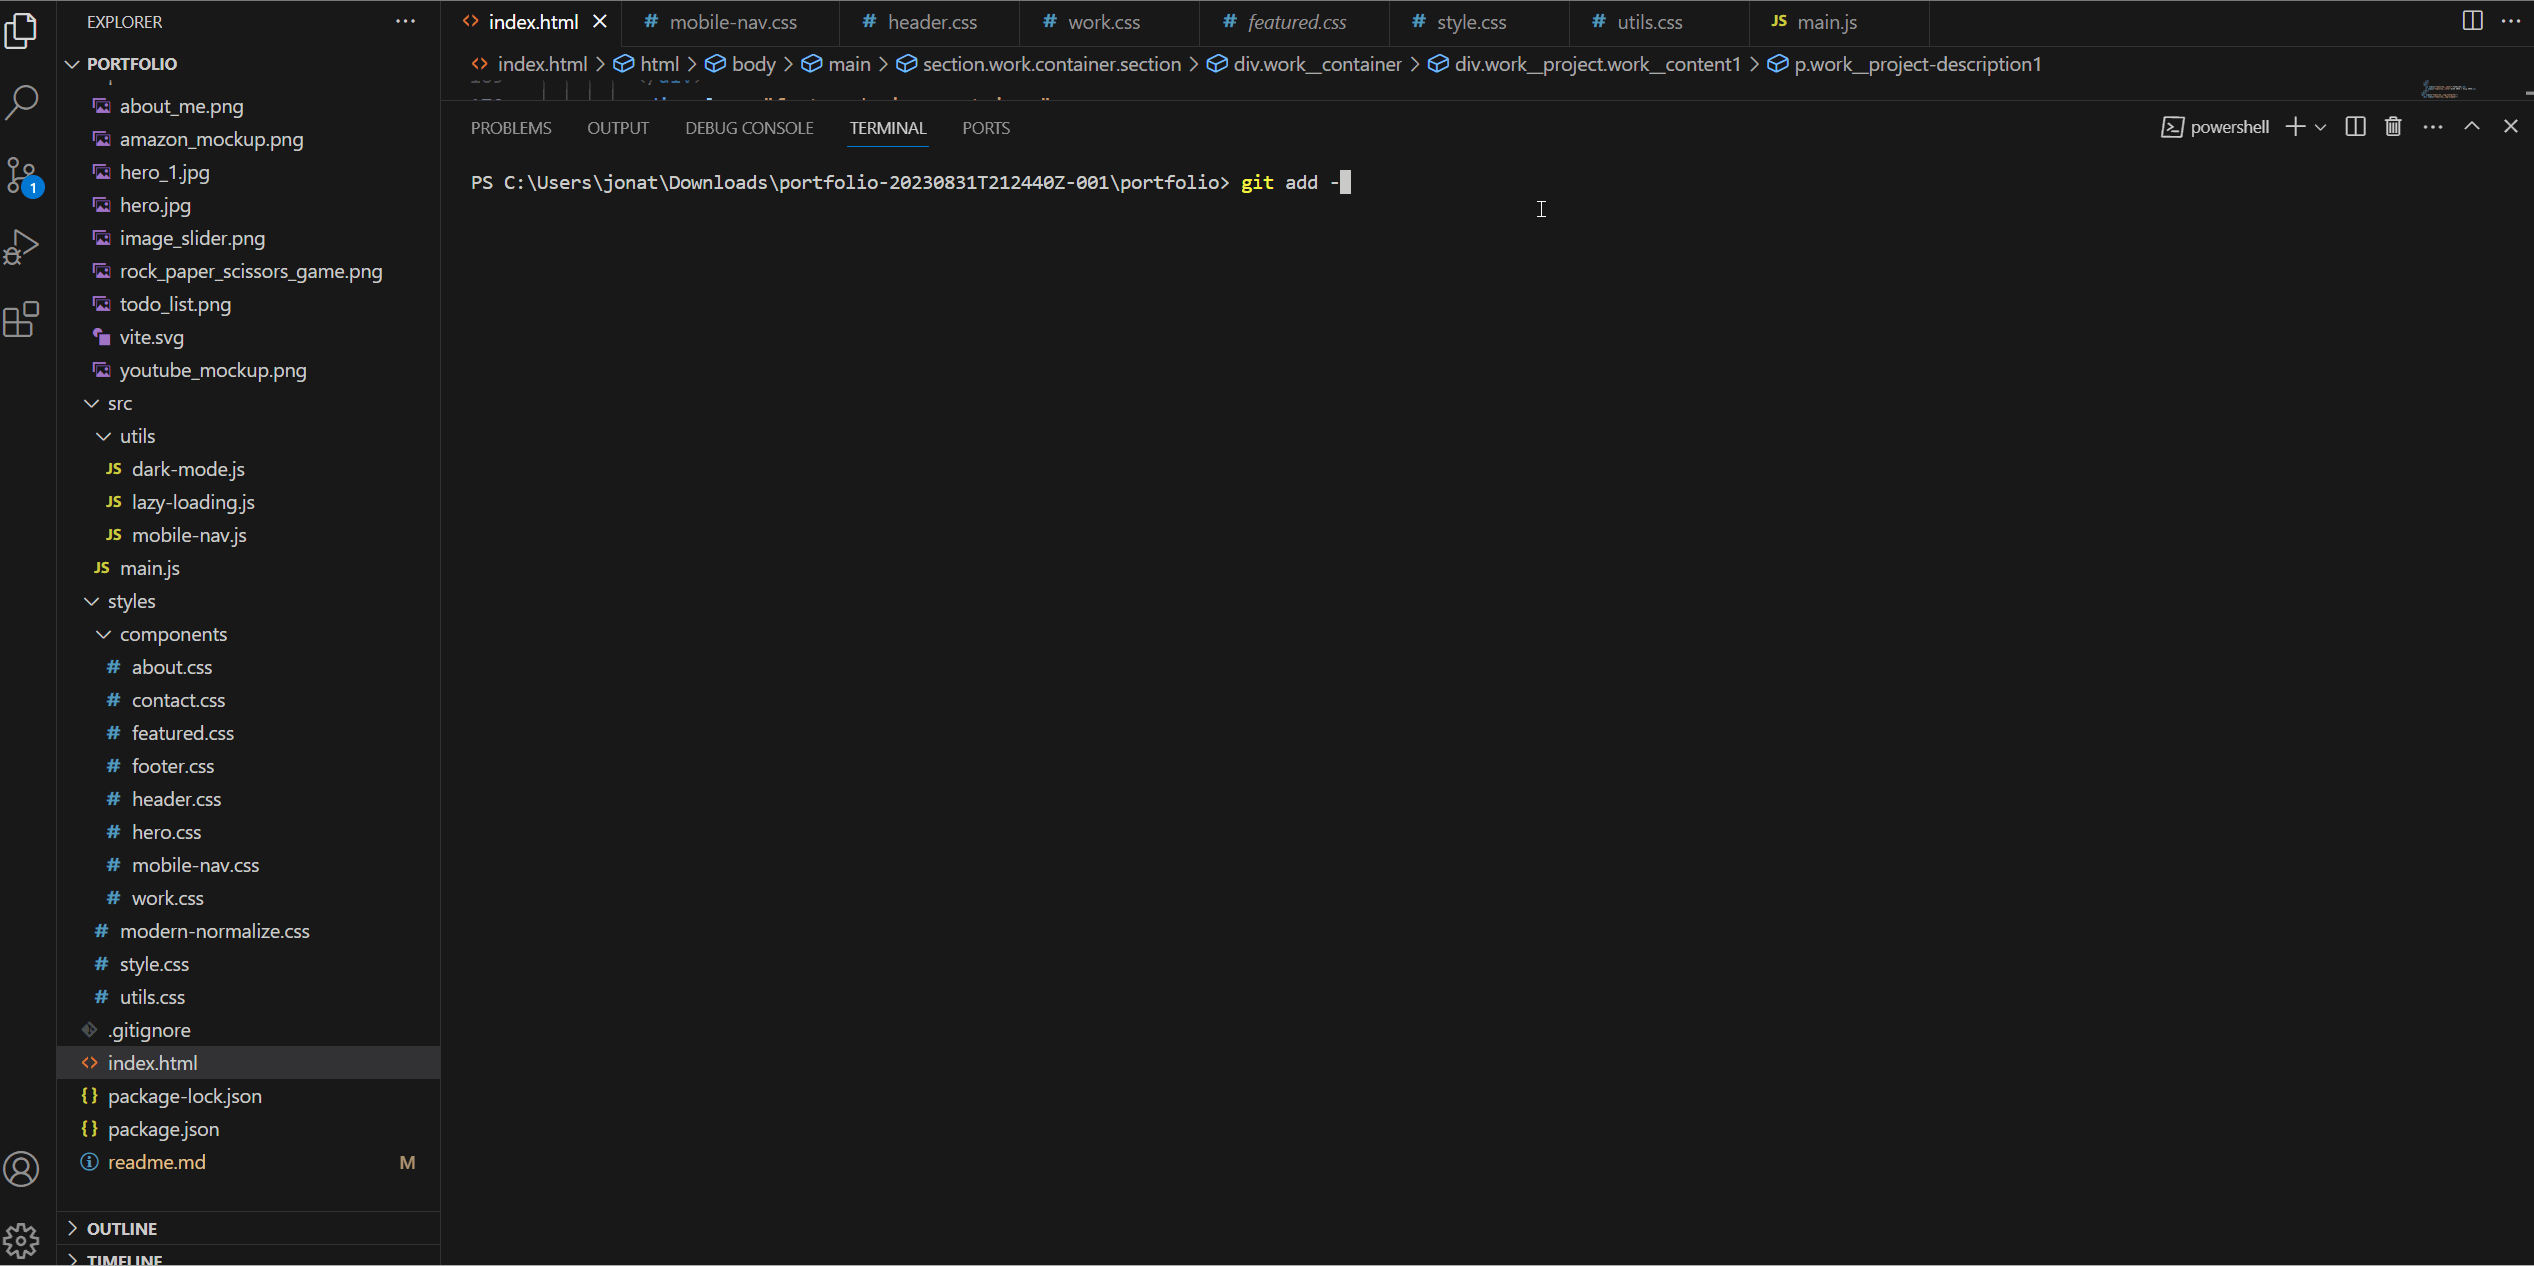 EXPLORER
PORTFOLIO
about_me.png
amazon_mockup.png
hero_1.jpg
hero.jpg
image_slider.png
rock_paper_scissors_game.png
todo_list.png
vite.svg
youtube_mockup.png
src
utils
JS dark-mode.js
JS lazy-loading.js
JS mobile-nav.js
JS main.js
styles
components
# about.css
# contact.css
# featured.css
# footer.css
# header.css
# hero.css
# mobile-nav.css
# work.css
# modern-normalize.css
# style.css
# utils.css
.gitignore
<> index.html
{} package-lock.json
{} package.json
readme.md M
OUTLINE
TIMELINE
1
<> index.html # mobile-nav.css # header.css # work.css # featured.css # style.css # utils.css JS main.js
<> index.html > html > body > main > section.work.container.section > div.work__container > div.work__project.work__content1 > p.work__project-description1
PROBLEMS OUTPUT DEBUG CONSOLE TERMINAL PORTS powershell
PS C:\Users\jonat\Downloads\portfolio-20230831T212440Z-001\portfolio> git add -